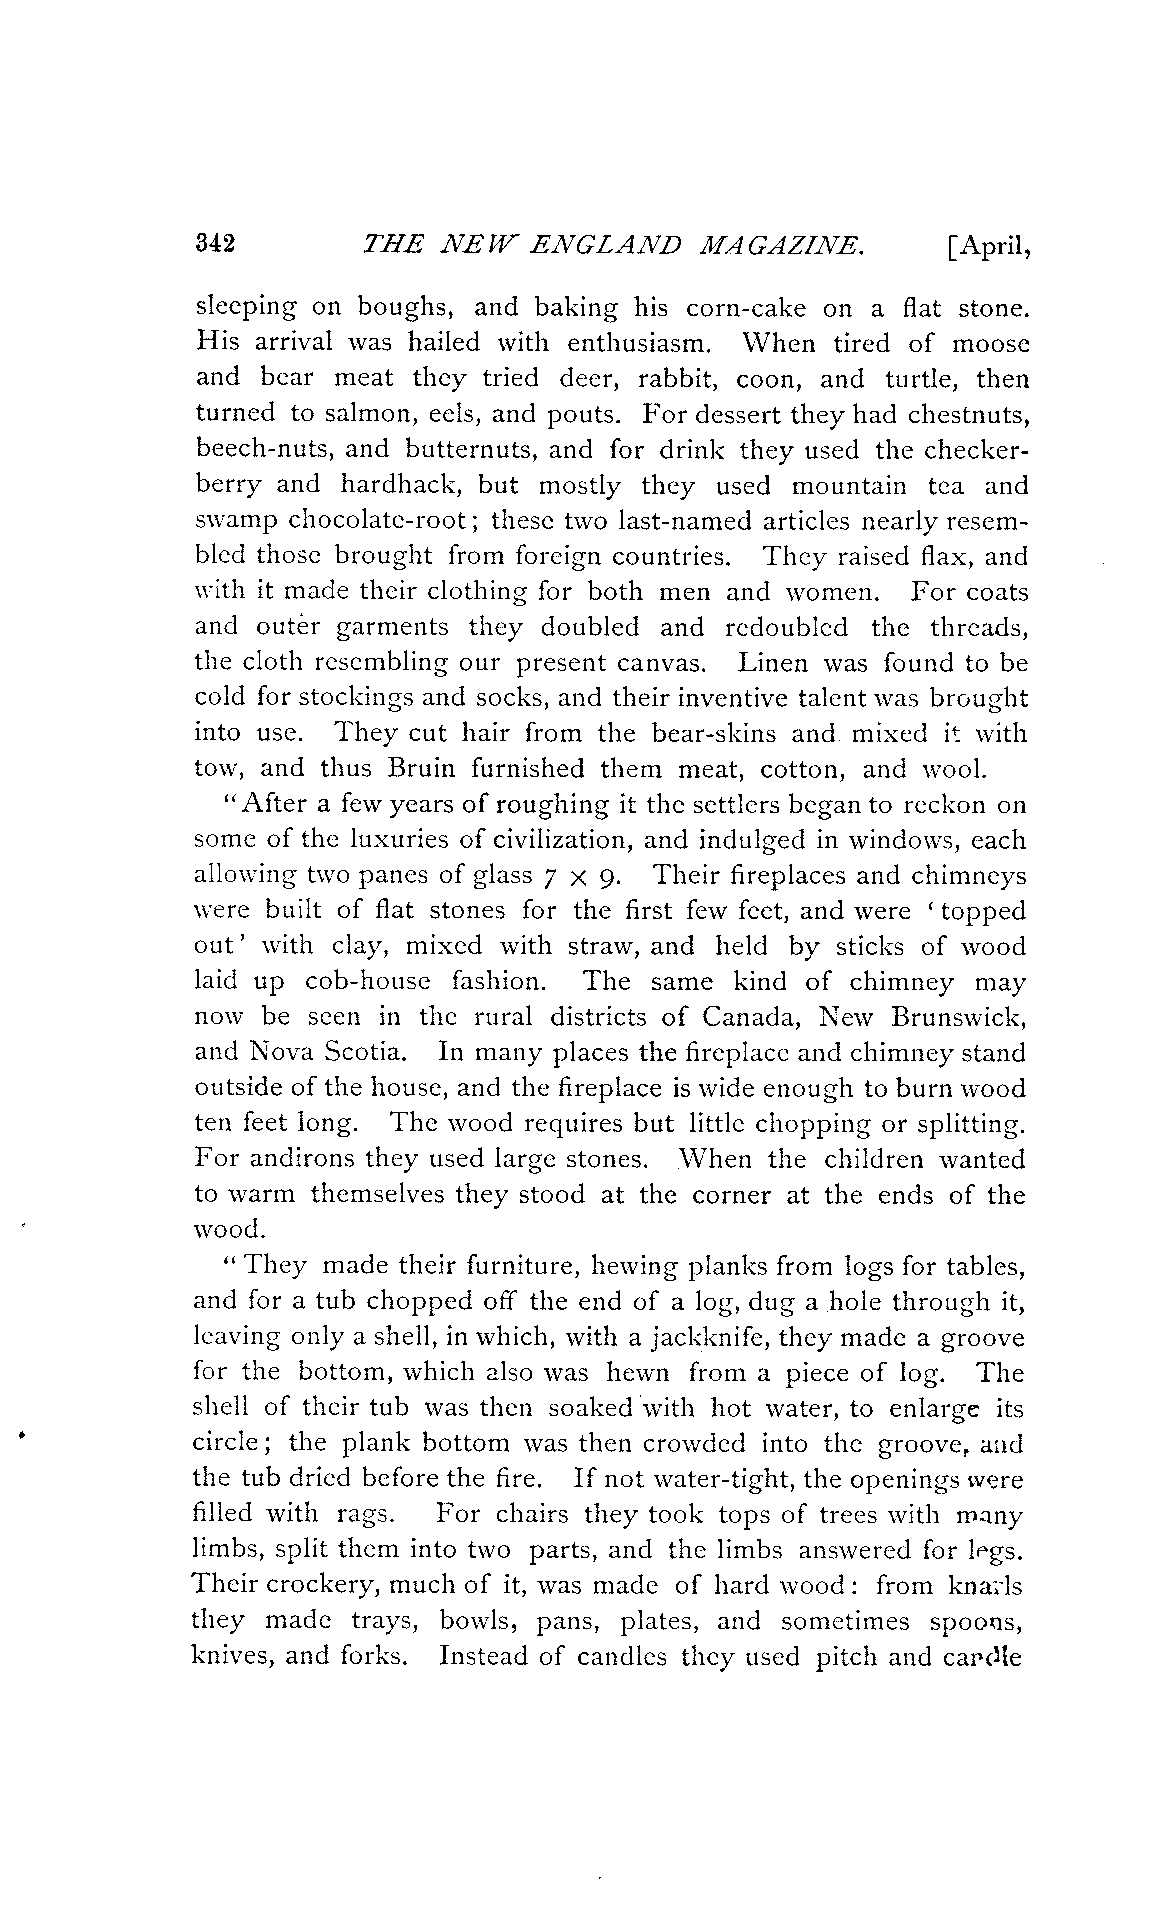 342 THE NEW ENGLAND MAGAZINE. [April,
sleeping on boughs, and baking his corn-cake on a flat stone.
His arrival was hailed with enthusiasm. When tired of moose
and bear meat they tried deer, rabbit, coon, and turtle, then
turned to salmon, eels, and pouts. For dessert they had chestnuts,
beech-nuts, and butternuts, and for drink they used the checker-
berry and hardhack, but mostly they used mountain tea and
swamp chocolate-root; these two last-named articles nearly resem-
bled those brought from foreign countries. They raised flax, and
with it made their clothing for both men and women. For coats
and outer garments they doubled and redoubled the threads,
the cloth resembling our present canvas. Linen was found to be
cold for stockings and socks, and their inventive talent was brought
into use. They cut hair from the bear-skins and mixed it with
tow, and thus Bruin furnished them meat, cotton, and wool.
"After a few years of roughing it the settlers began to reckon on
some of the luxuries of civilization, and indulged in windows, each
allowing two panes of glass 7 × 9. Their fireplaces and chimneys
were built of flat stones for the first few feet, and were 'topped
out' with clay, mixed with straw, and held by sticks of wood
laid up cob-house fashion. The same kind of chimney may
now be seen in the rural districts of Canada, New Brunswick,
and Nova Scotia. In many places the fireplace and chimney stand
outside of the house, and the fireplace is wide enough to burn wood
ten feet long. The wood requires but little chopping or splitting.
For andirons they used large stones. When the children wanted
to warm themselves they stood at the corner at the ends of the
wood.
"They made their furniture, hewing planks from logs for tables,
and for a tub chopped off the end of a log, dug a hole through it,
leaving only a shell, in which, with a jackknife, they made a groove
for the bottom, which also was hewn from a piece of log. The
shell of their tub was then soaked with hot water, to enlarge its
circle; the plank bottom was then crowded into the groove, and
the tub dried before the fire. If not water-tight, the openings were
filled with rags. For chairs they took tops of trees with many
limbs, split them into two parts, and the limbs answered for legs.
Their crockery, much of it, was made of hard wood: from knarls
they made trays, bowls, pans, plates, and sometimes spoons,
knives, and forks. Instead of candles they used pitch and candle